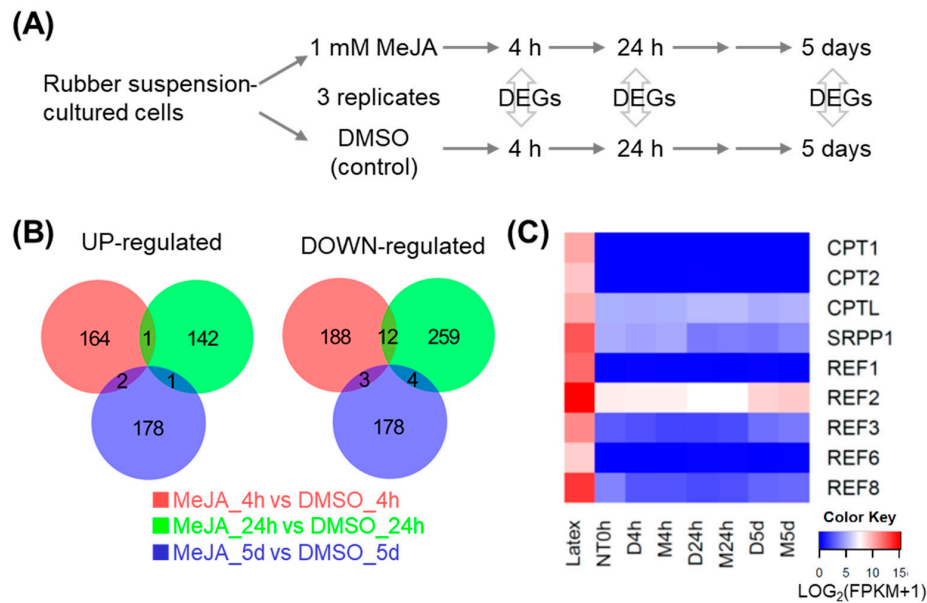 (A)
1 mM MeJA
4 h
24 h
5 days
Rubber suspension-
cultured cells
3 replicates
DEGs
DEGs
DEGs
DMSO
(control)
4 h
24 h
5 days
(B)
UP-regulated
DOWN-regulated
164
1
142
2
1
178
188
12
259
3
4
178
MeJA_4h vs DMSO_4h
MeJA_24h vs DMSO_24h
MeJA_5d vs DMSO_5d
(C)
CPT1
CPT2
CPTL
SRPP1
REF1
REF2
REF3
REF6
REF8
Latex
NT0h
D4h
M4h
D24h
M24h
D5d
M5d
Color Key
0 5 10 15
LOG2(FPKM+1)